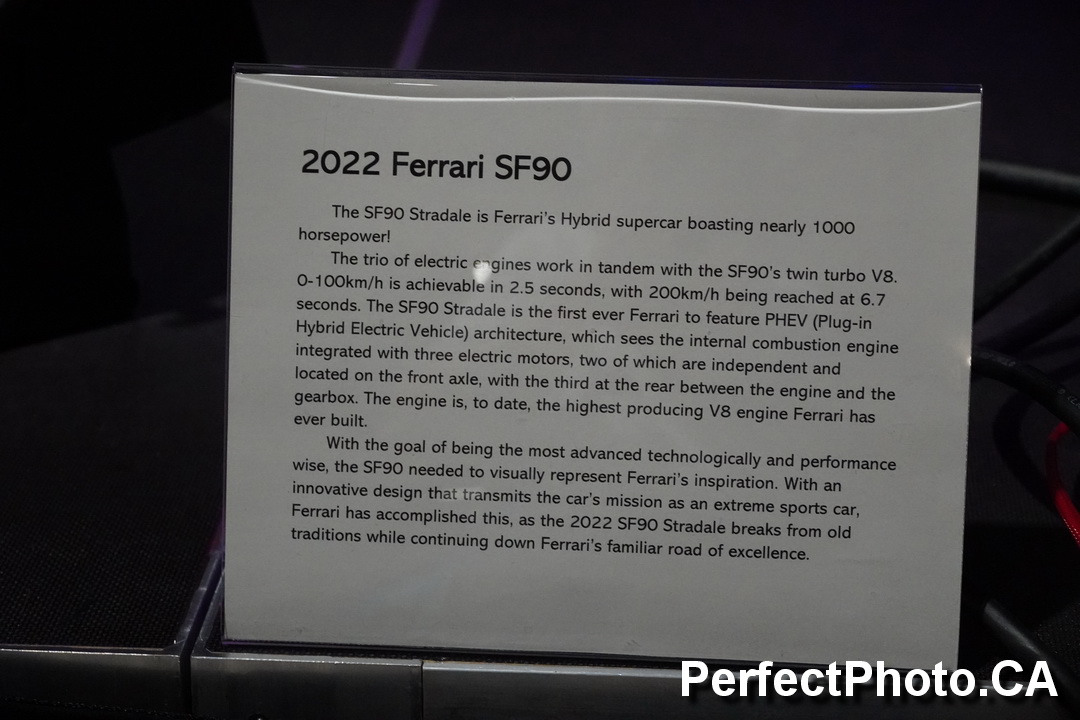 2022 Ferrari SF90
The SF90 Stradale is Ferrari's Hybrid supercar boasting nearly 1000
horsepower!
The trio of electric engines work in tandem with the SF90's twin turbo V8.
0-100km/h is achievable in 2.5 seconds, with 200km/h being reached at 6.7
seconds. The SF90 Stradale is the first ever Ferrari to feature PHEV (Plug-in
Hybrid Electric Vehicle) architecture, which sees the internal combustion engine
integrated with three electric motors, two of which are independent and
located on the front axle, with the third at the rear between the engine and the
gearbox. The engine is, to date, the highest producing V8 engine Ferrari has
ever built.
With the goal of being the most advanced technologically and performance
wise, the SF90 needed to visually represent Ferrari's inspiration. With an
innovative design that transmits the car's mission as an extreme sports car,
Ferrari has accomplished this, as the 2022 SF90 Stradale breaks from old
traditions while continuing down Ferrari's familiar road of excellence.
PerfectPhoto.CA